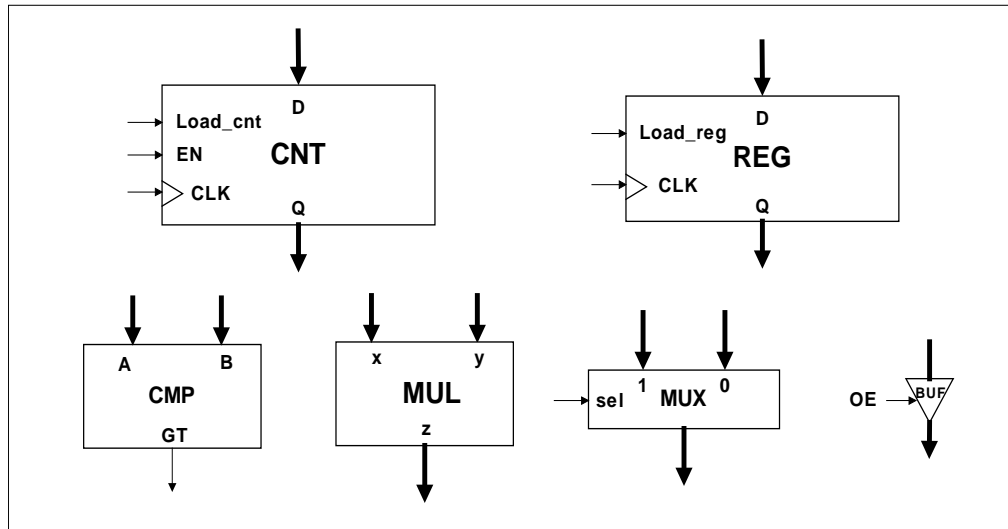 D
Load_cnt
EN
CNT
CLK
Q
D
Load_reg
REG
CLK
Q
A
B
CMP
GT
x
y
MUL
z
1
0
sel
MUX
OE
BUF